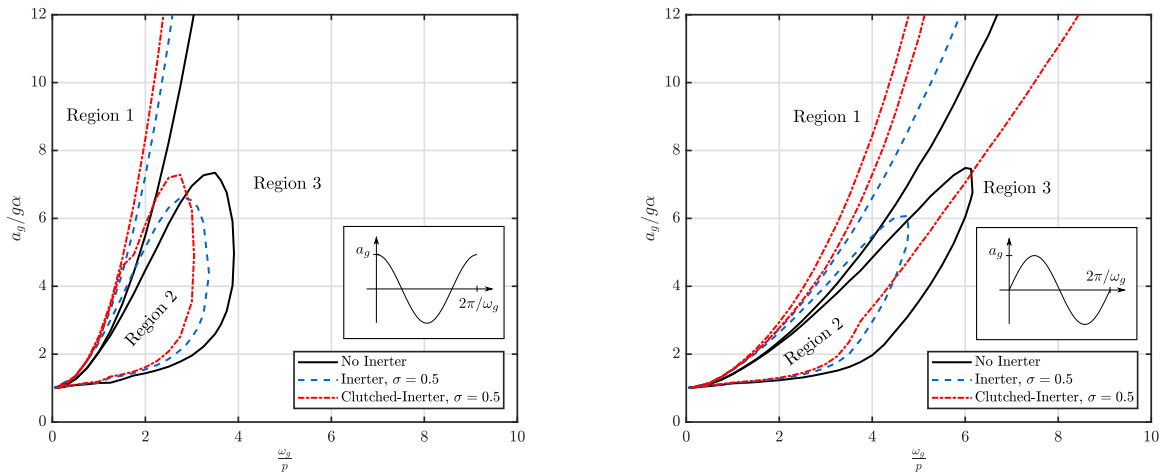 12
10
8
6
4
2
0
a_g/gα
Region 1
Region 2
Region 3
a_g
2π/ω_g
No Inerter
Inerter, σ = 0.5
Clutched-Inerter, σ = 0.5
0 2 4 6 8 10
ω_g/p
12
10
8
6
4
2
0
a_g/gα
Region 1
Region 2
Region 3
a_g
2π/ω_g
No Inerter
Inerter, σ = 0.5
Clutched-Inerter, σ = 0.5
0 2 4 6 8 10
ω_g/p